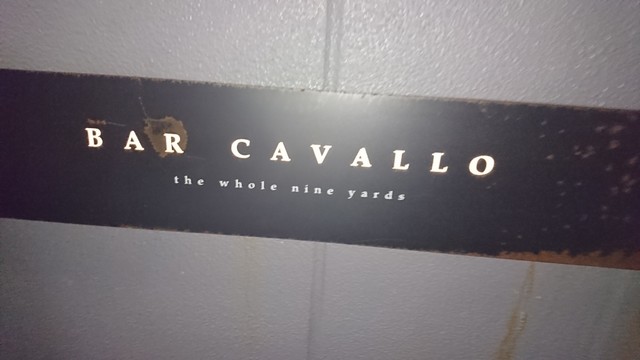 BAR CAVALLO
the whole nine yards